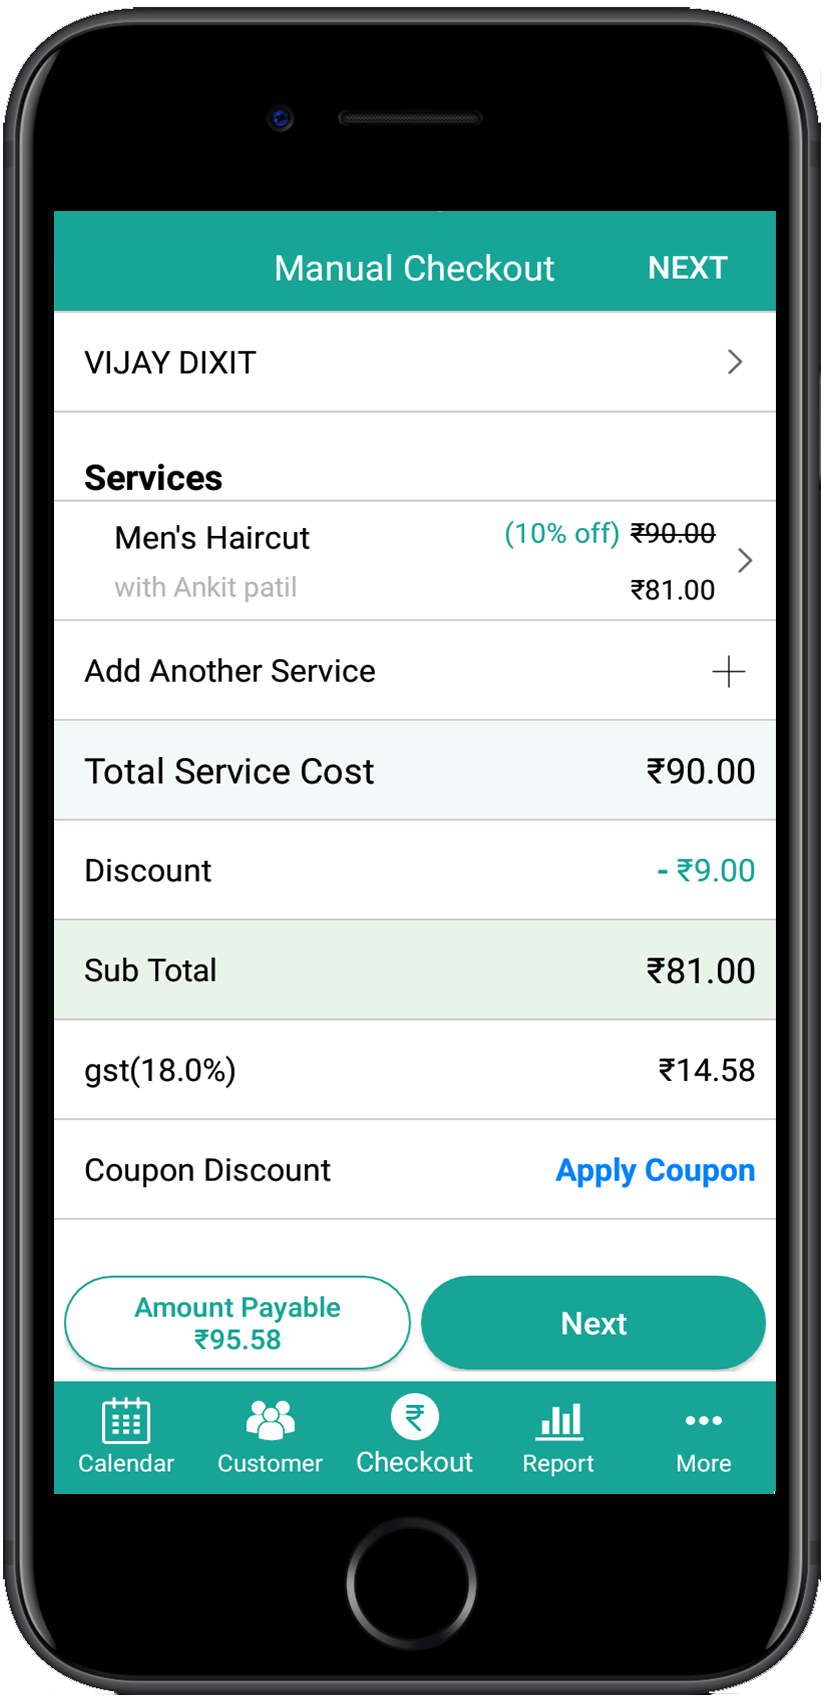 Manual Checkout NEXT
VIJAY DIXIT
Services
Men's Haircut (10% off) ₹90.00
with Ankit patil ₹81.00
Add Another Service
Total Service Cost ₹90.00
Discount - ₹9.00
Sub Total ₹81.00
gst(18.0%) ₹14.58
Coupon Discount Apply Coupon
Amount Payable
₹95.58
Next
Calendar Customer Checkout Report More